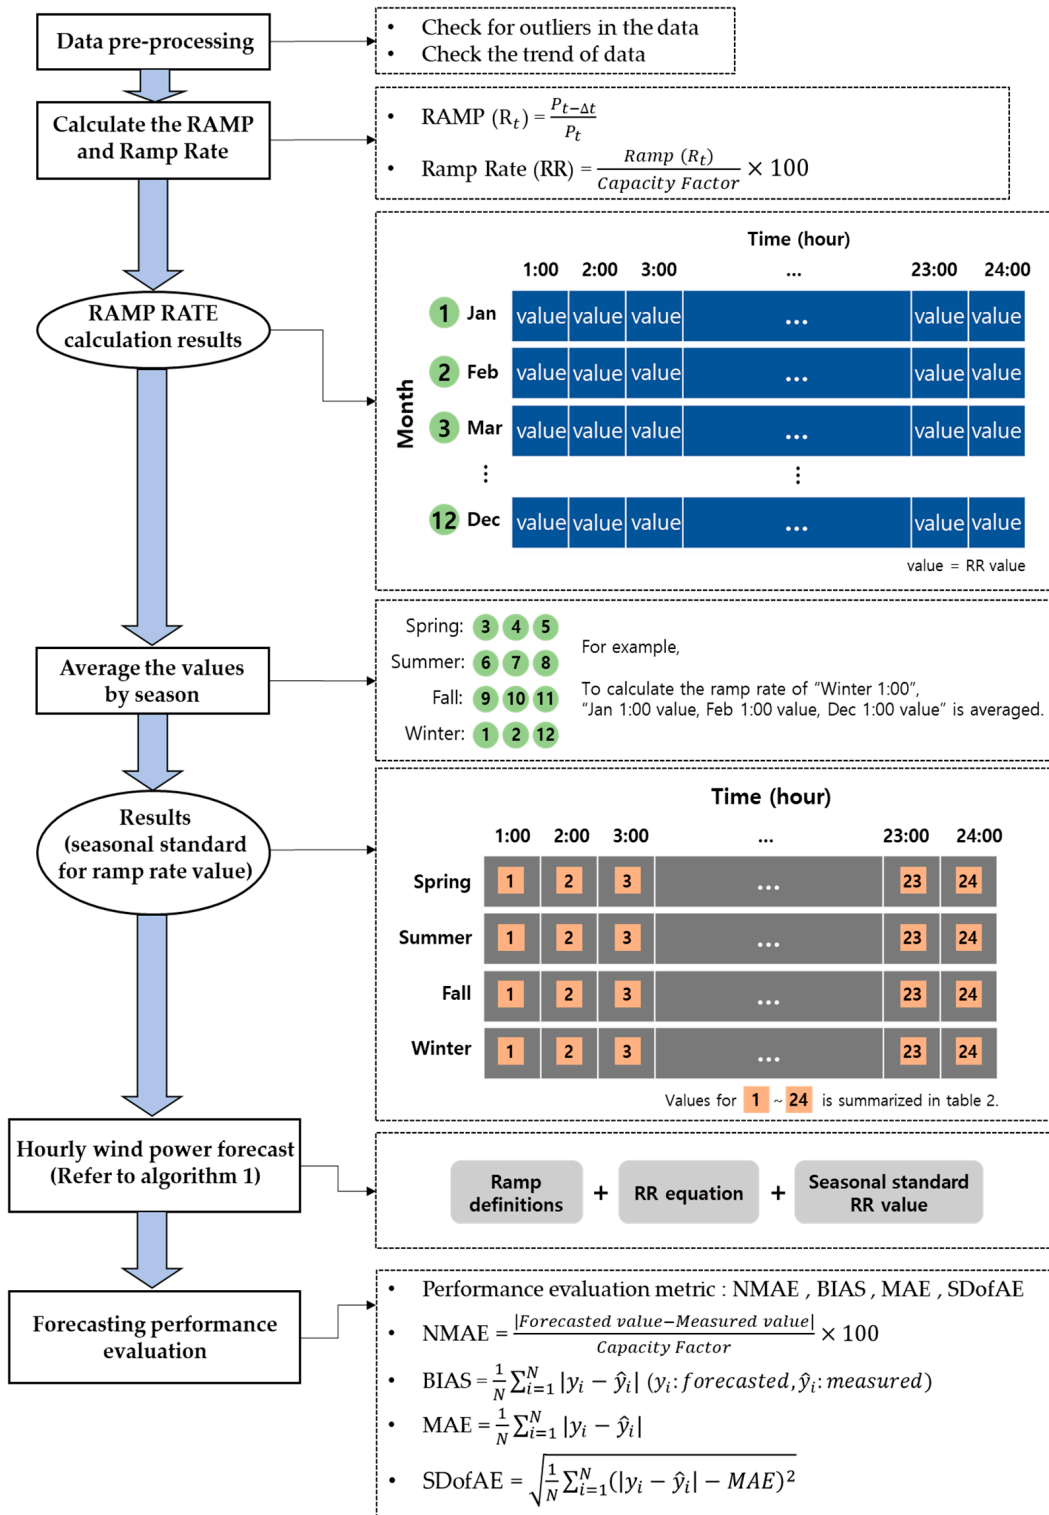 Data pre-processing
• Check for outliers in the data
• Check the trend of data
Calculate the RAMP
and Ramp Rate
• RAMP (R_t) = P_{t−Δt} / P_t
• Ramp Rate (RR) = Ramp (R_t) / Capacity Factor × 100
RAMP RATE
calculation results
Time (hour)
1:00 2:00 3:00 ... 23:00 24:00
Month
1 Jan value value value ... value value
2 Feb value value value ... value value
3 Mar value value value ... value value
⋮ ⋮
12 Dec value value value ... value value
value = RR value
Average the values
by season
Spring: 3 4 5
Summer: 6 7 8
Fall: 9 10 11
Winter: 1 2 12
For example,
To calculate the ramp rate of “Winter 1:00”,
“Jan 1:00 value, Feb 1:00 value, Dec 1:00 value” is averaged.
Results
(seasonal standard
for ramp rate value)
Time (hour)
1:00 2:00 3:00 ... 23:00 24:00
Spring 1 2 3 ... 23 24
Summer 1 2 3 ... 23 24
Fall 1 2 3 ... 23 24
Winter 1 2 3 ... 23 24
Values for 1 ~ 24 is summarized in table 2.
Hourly wind power forecast
(Refer to algorithm 1)
Ramp
definitions
+
RR equation
+
Seasonal standard
RR value
Forecasting performance
evaluation
• Performance evaluation metric : NMAE , BIAS , MAE , SDofAE
• NMAE = |Forecasted value−Measured value| / Capacity Factor × 100
• BIAS = 1/N ∑_{i=1}^{N} |y_i − ŷ_i| (y_i: forecasted, ŷ_i: measured)
• MAE = 1/N ∑_{i=1}^{N} |y_i − ŷ_i|
• SDofAE = √(1/N ∑_{i=1}^{N} (|y_i − ŷ_i| − MAE)²)